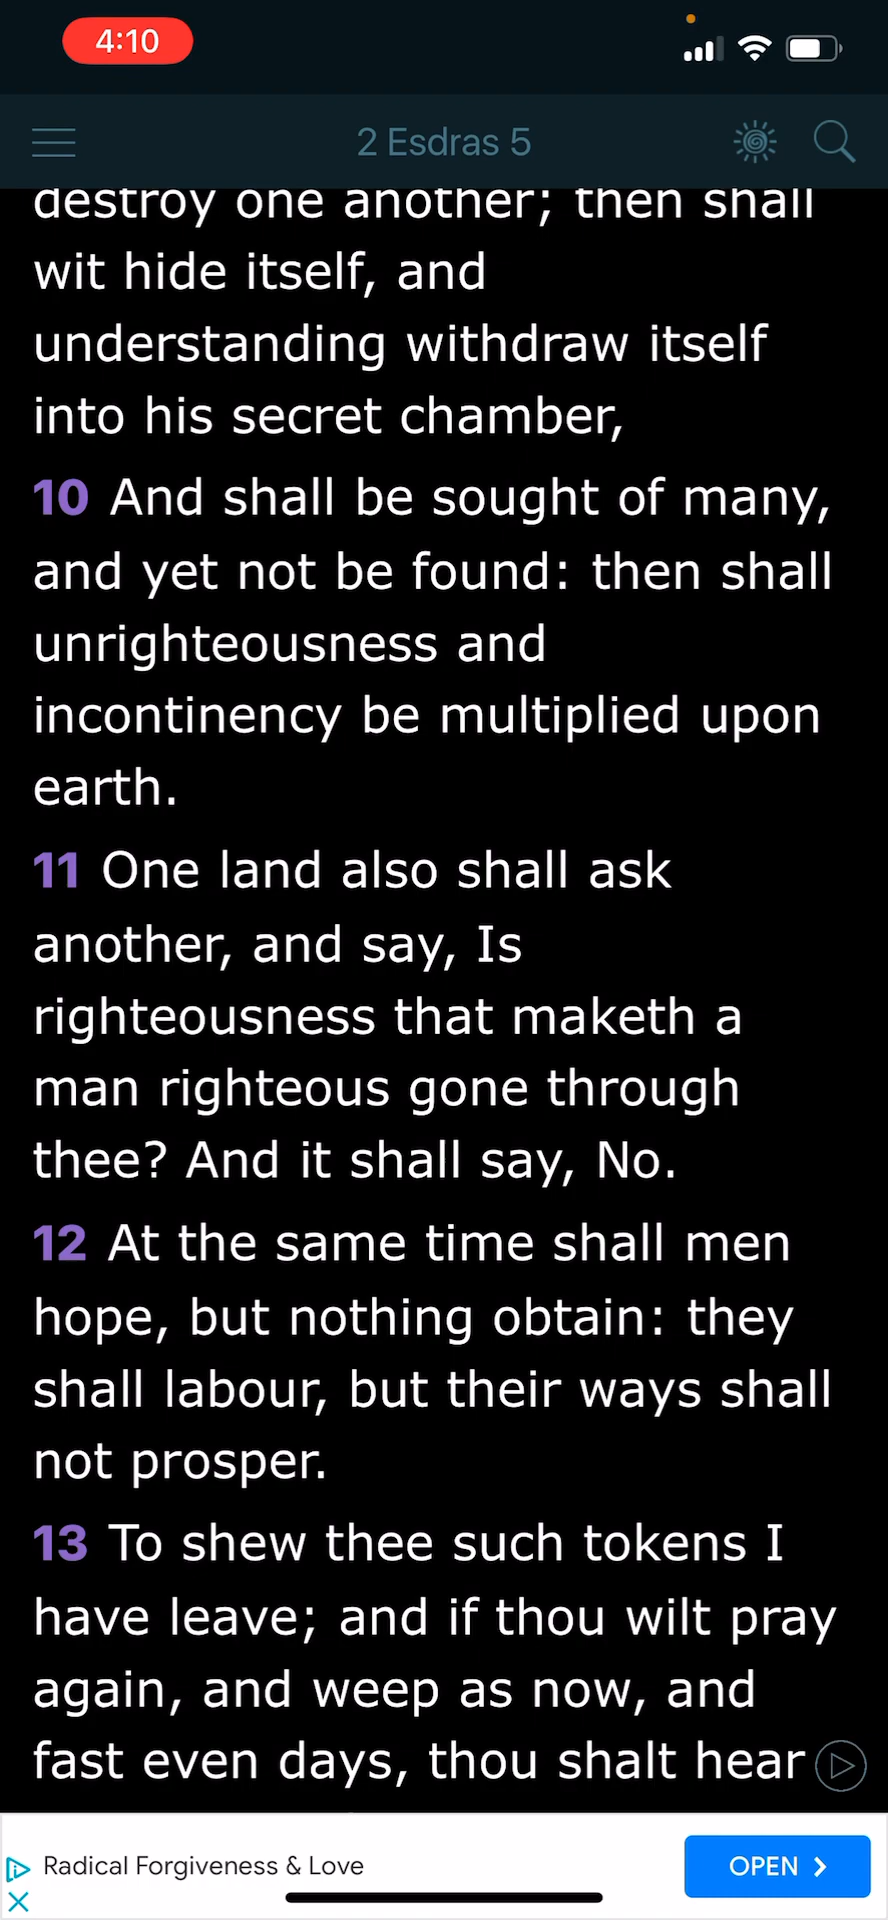 4:10
2 Esdras 5
destroy one another; then shall
wit hide itself, and
understanding withdraw itself
into his secret chamber,
10 And shall be sought of many,
and yet not be found: then shall
unrighteousness and
incontinency be multiplied upon
earth.
11 One land also shall ask
another, and say, Is
righteousness that maketh a
man righteous gone through
thee? And it shall say, No.
12 At the same time shall men
hope, but nothing obtain: they
shall labour, but their ways shall
not prosper.
13 To shew thee such tokens I
have leave; and if thou wilt pray
again, and weep as now, and
fast even days, thou shalt hear
Radical Forgiveness & Love
OPEN